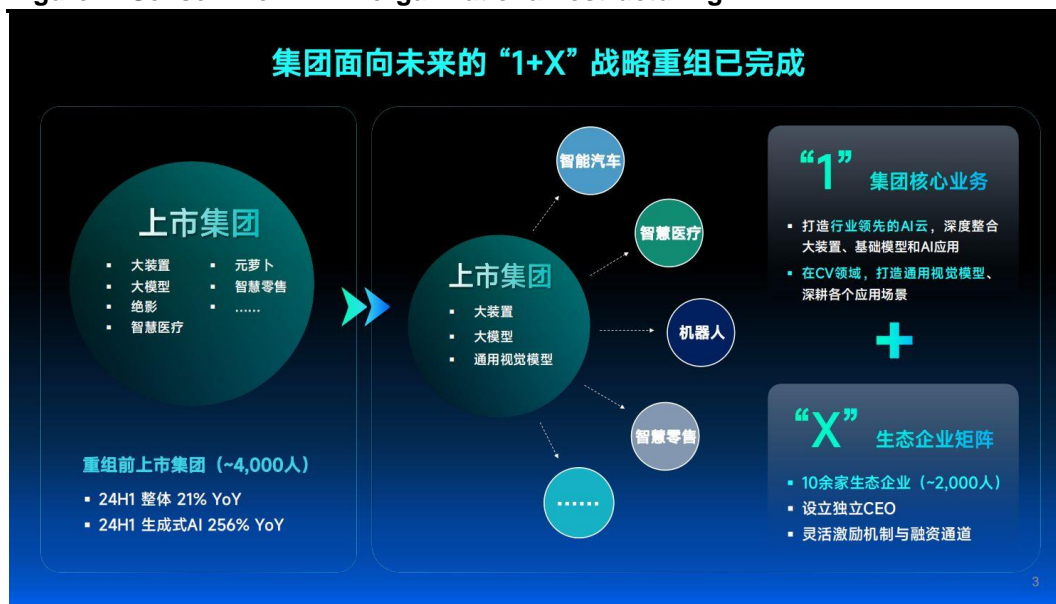 集团面向未来的“1+X”战略重组已完成
上市集团
▪ 大装置
▪ 大模型
▪ 绝影
▪ 智慧医疗
▪ 元萝卜
▪ 智慧零售
▪ ……
重组前上市集团（~4,000人）
▪ 24H1 整体 21% YoY
▪ 24H1 生成式AI 256% YoY
上市集团
▪ 大装置
▪ 大模型
▪ 通用视觉模型
智能汽车
智慧医疗
机器人
智慧零售
……
“1” 集团核心业务
▪ 打造行业领先的AI云，深度整合
大装置、基础模型和AI应用
▪ 在CV领域，打造通用视觉模型、
深耕各个应用场景
+
“X” 生态企业矩阵
▪ 10余家生态企业（~2,000人）
▪ 设立独立CEO
▪ 灵活激励机制与融资通道
3